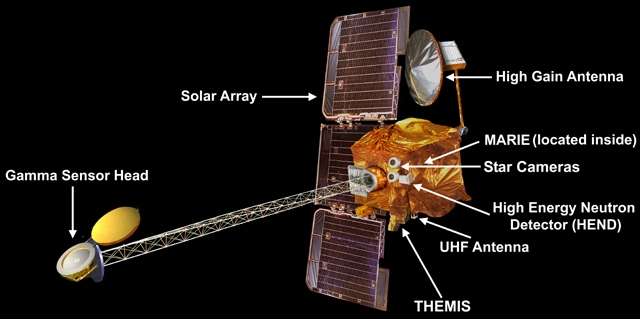 High Gain Antenna
Solar Array
MARIE (located inside)
Star Cameras
Gamma Sensor Head
High Energy Neutron
Detector (HEND)
UHF Antenna
THEMIS